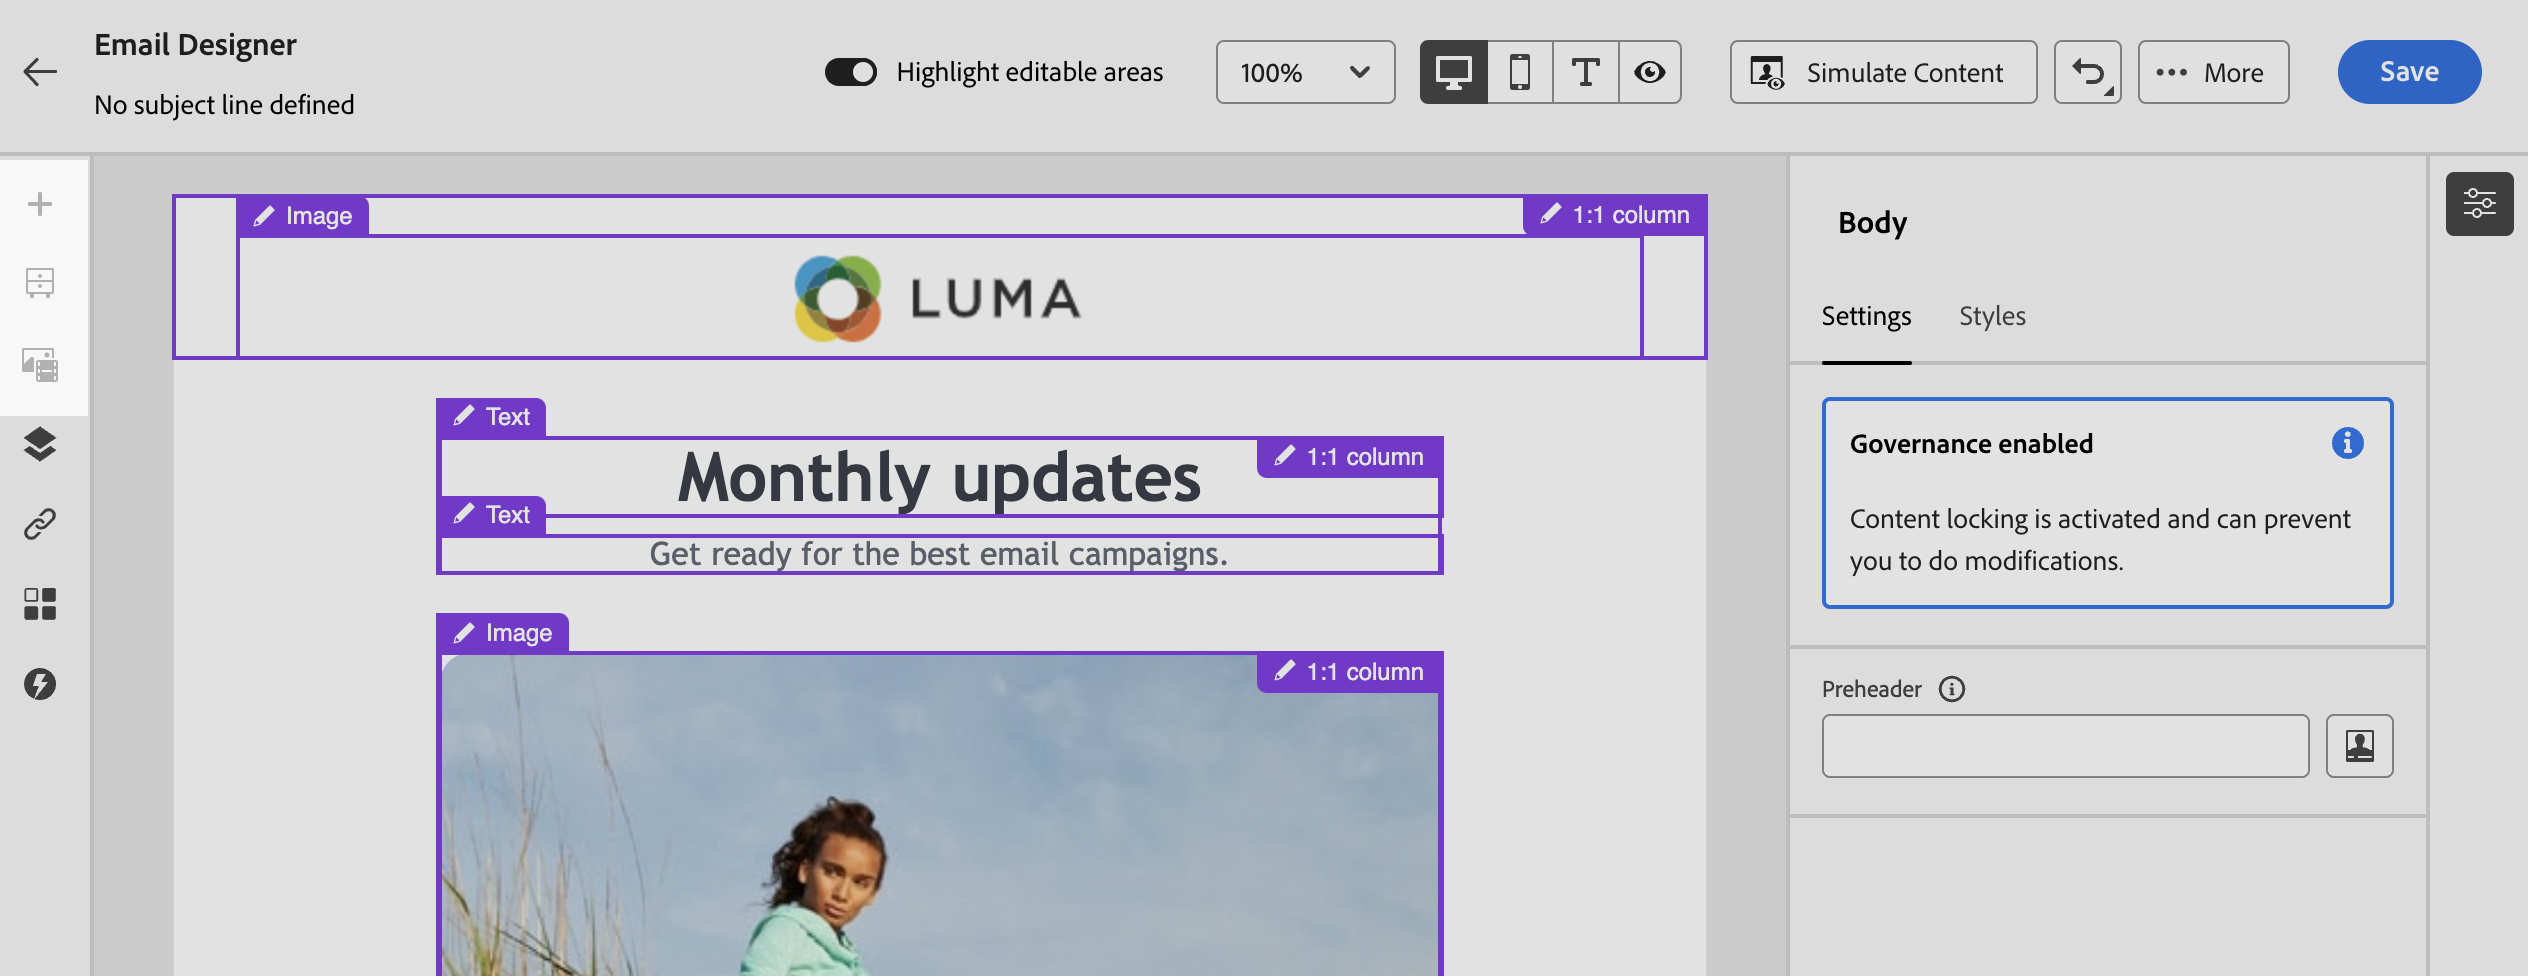 Email Designer
No subject line defined
Highlight editable areas
100%
Simulate Content
More
Save
Image
1:1 column
LUMA
Text
Monthly updates
1:1 column
Text
Get ready for the best email campaigns.
Image
1:1 column
Body
Settings
Styles
Governance enabled
Content locking is activated and can prevent
you to do modifications.
Preheader